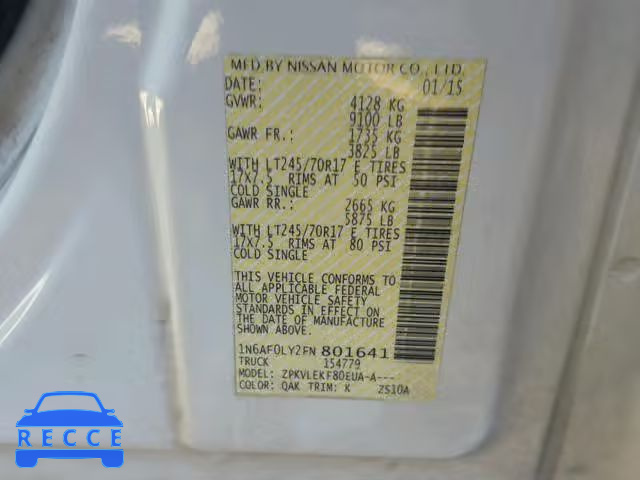 MFD BY NISSAN MOTOR CO., LTD.
DATE: 01/15
GVWR: 4128 KG
9100 LB
GAWR FR.: 1735 KG
3825 LB
WITH LT245/70R17 E TIRES
17X7.5 RIMS AT 50 PSI
COLD SINGLE
GAWR RR.: 2665 KG
5875 LB
WITH LT245/70R17 E TIRES
17X7.5 RIMS AT 80 PSI
COLD SINGLE
THIS VEHICLE CONFORMS TO
ALL APPLICABLE FEDERAL
MOTOR VEHICLE SAFETY
STANDARDS IN EFFECT ON
THE DATE OF MANUFACTURE
SHOWN ABOVE.
1N6AF0LY2FN 801641
TRUCK 154779
MODEL: ZPKVLEKF80EUA-A---
COLOR: QAK TRIM: K ZS10A
SEE CAR